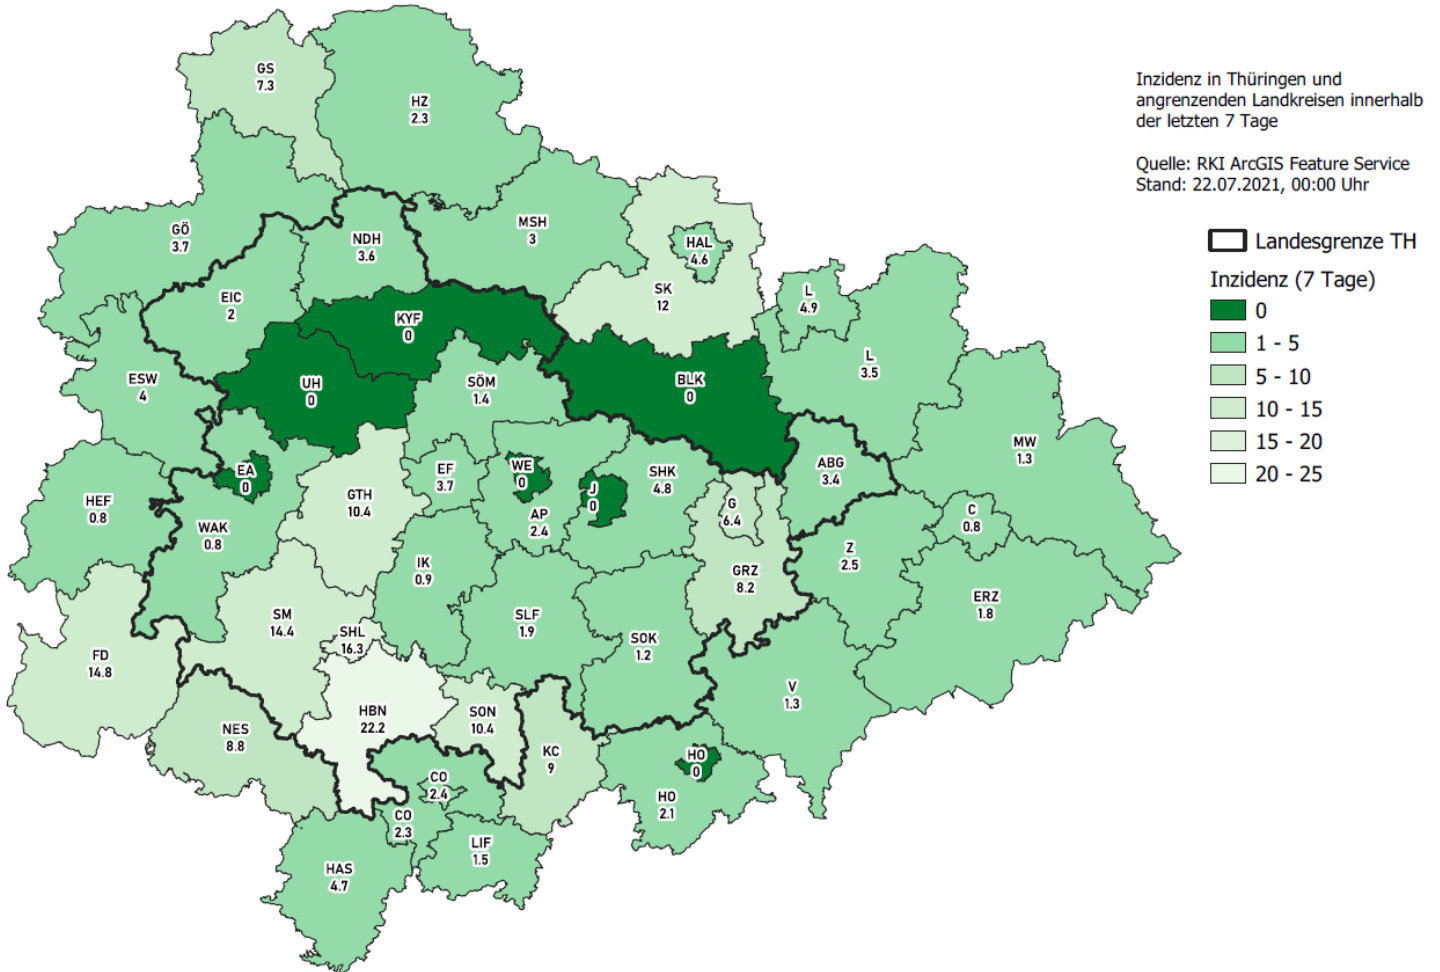 Inzidenz in Thüringen und
angrenzenden Landkreisen innerhalb
der letzten 7 Tage
Quelle: RKI ArcGIS Feature Service
Stand: 22.07.2021, 00:00 Uhr
Landesgrenze TH
Inzidenz (7 Tage)
0
1 - 5
5 - 10
10 - 15
15 - 20
20 - 25
GS
7.3
HZ
2.3
GÖ
3.7
NDH
3.6
MSH
3
HAL
4.6
SK
12
L
4.9
EIC
2
KYF
0
L
3.5
ESW
4
UH
0
SÖM
1.4
BLK
0
MW
1.3
EA
0
EF
3.7
WE
0
J
0
SHK
4.8
ABG
3.4
HEF
0.8
GTH
10.4
G
6.4
C
0.8
WAK
0.8
AP
2.4
Z
2.5
IK
0.9
GRZ
8.2
ERZ
1.8
SM
14.4
SLF
1.9
SHL
16.3
SOK
1.2
FD
14.8
V
1.3
HBN
22.2
SON
10.4
NES
8.8
KC
9
HO
0
CO
2.4
HO
2.1
CO
2.3
LIF
1.5
HAS
4.7